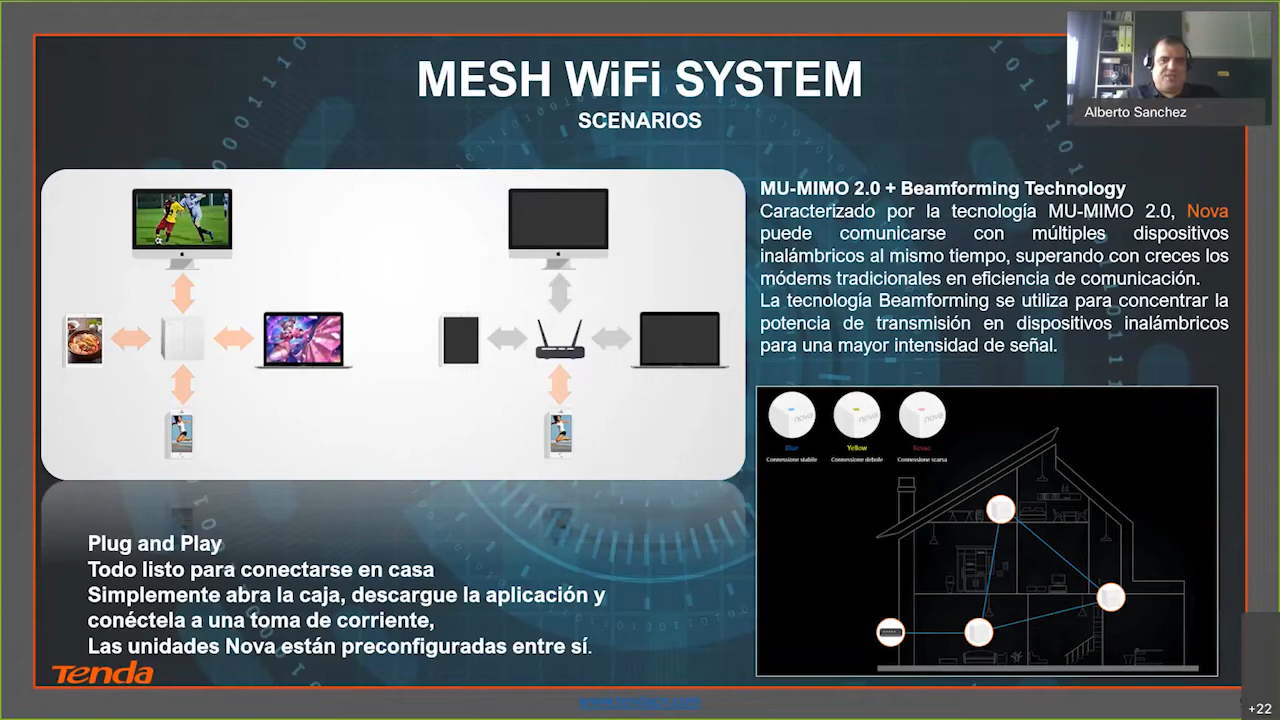 MESH WiFi SYSTEM
SCENARIOS
Alberto Sanchez
MU-MIMO 2.0 + Beamforming Technology
Caracterizado por la tecnología MU-MIMO 2.0, Nova
puede comunicarse con múltiples dispositivos
inalámbricos al mismo tiempo, superando con creces los
módems tradicionales en eficiencia de comunicación.
La tecnología Beamforming se utiliza para concentrar la
potencia de transmisión en dispositivos inalámbricos
para una mayor intensidad de señal.
nova nova nova
Blue Yellow Rosso
Connessione stabile Connessione debole Connessione scarsa
Plug and Play
Todo listo para conectarse en casa
Simplemente abra la caja, descargue la aplicación y
conéctela a una toma de corriente,
Las unidades Nova están preconfiguradas entre sí.
Tenda
+22